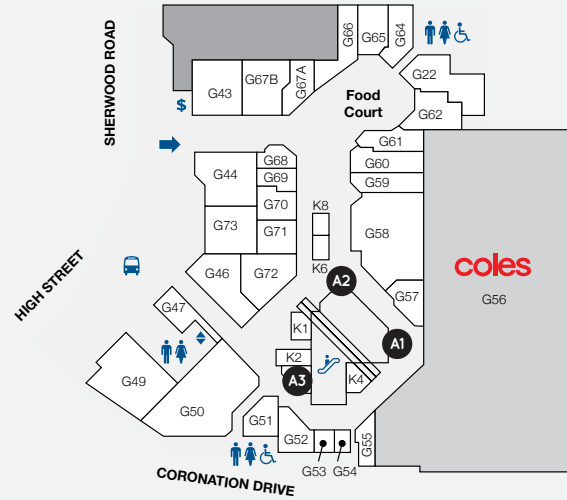 SHERWOOD ROAD
G66
G65
G64
G43
G67B
G67A
G22
G62
$
Food
Court
G61
G60
G59
G68
G69
G44
G70
G73
G71
K8
G58
K6
G46
G72
coles
G56
HIGH STREET
A2
G57
G47
K1
A1
K2
A3
K4
G49
G50
G51
G52
G55
G53
G54
CORONATION DRIVE